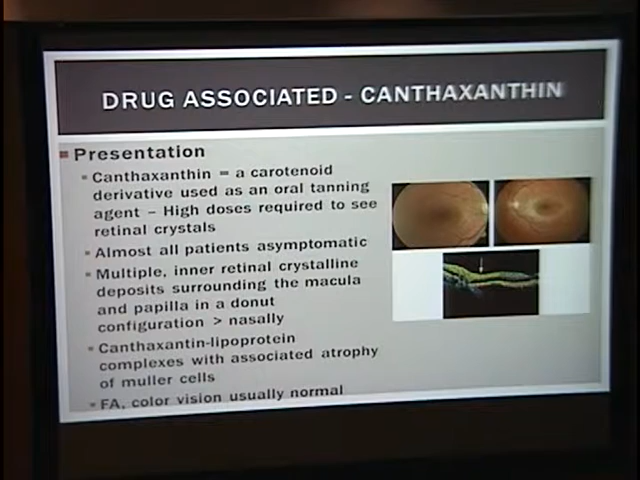 DRUG ASSOCIATED - CANTHAXANTHIN
Presentation
Canthaxanthin = a carotenoid
derivative used as an oral tanning
agent – High doses required to see
retinal crystals
Almost all patients asymptomatic
Multiple, inner retinal crystalline
deposits surrounding the macula
and papilla in a donut
configuration > nasally
Canthaxantin-lipoprotein
complexes with associated atrophy
of muller cells
FA, color vision usually normal